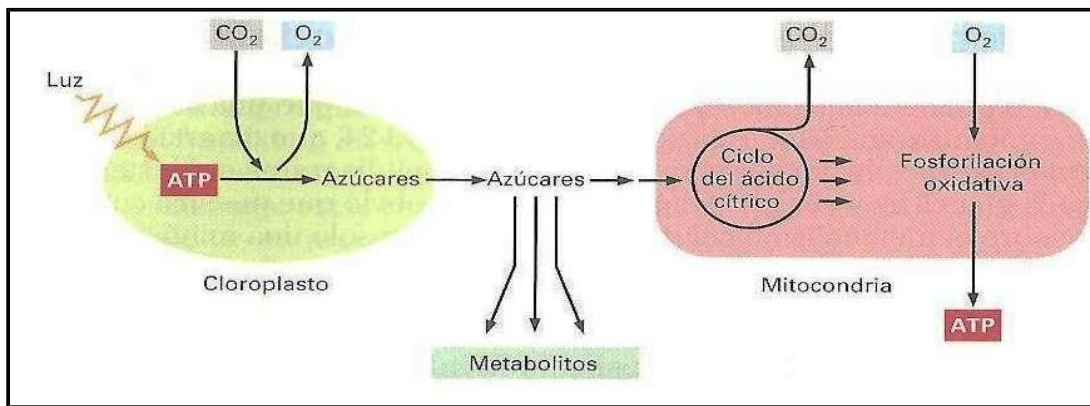 CO₂
O₂
CO₂
O₂
Luz
ATP
Azúcares
Azúcares
Ciclo
del ácido
cítrico
Fosforilación
oxidativa
Cloroplasto
Mitocondria
ATP
Metabolitos